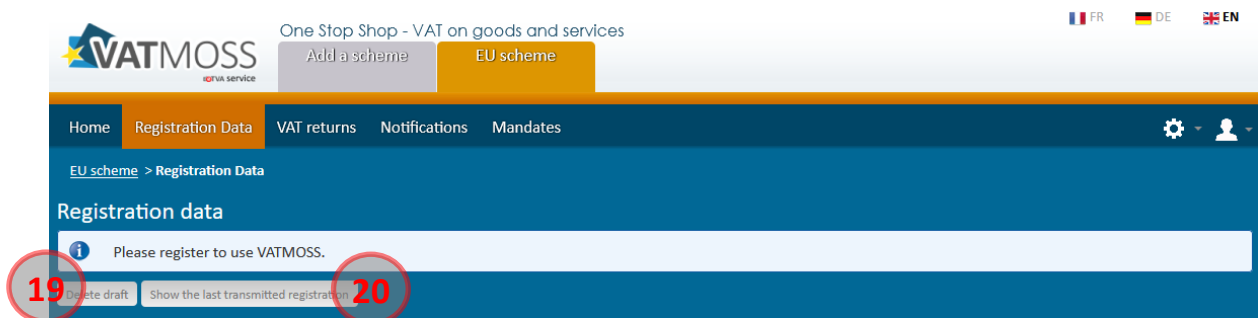 FR DE EN
One Stop Shop - VAT on goods and services
VATMOSS
eTVA service
Add a scheme EU scheme
Home Registration Data VAT returns Notifications Mandates
EU scheme > Registration Data
Registration data
Please register to use VATMOSS.
19 Delete draft Show the last transmitted registration 20